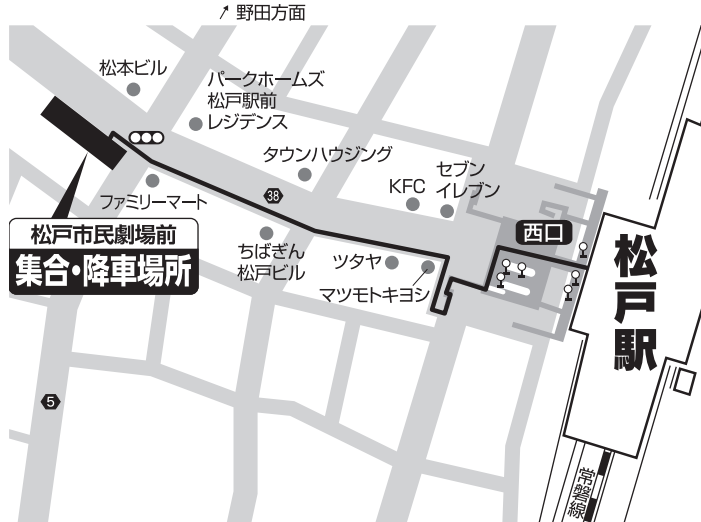 ↗ 野田方面
松本ビル
パークホームズ
松戸駅前
レジデンス
タウンハウジング
セブン
イレブン
KFC
38
ファミリーマート
松戸市民劇場前
集合・降車場所
ちばぎん
松戸ビル
ツタヤ
マツモトキヨシ
西口
松戸駅
5
常磐線